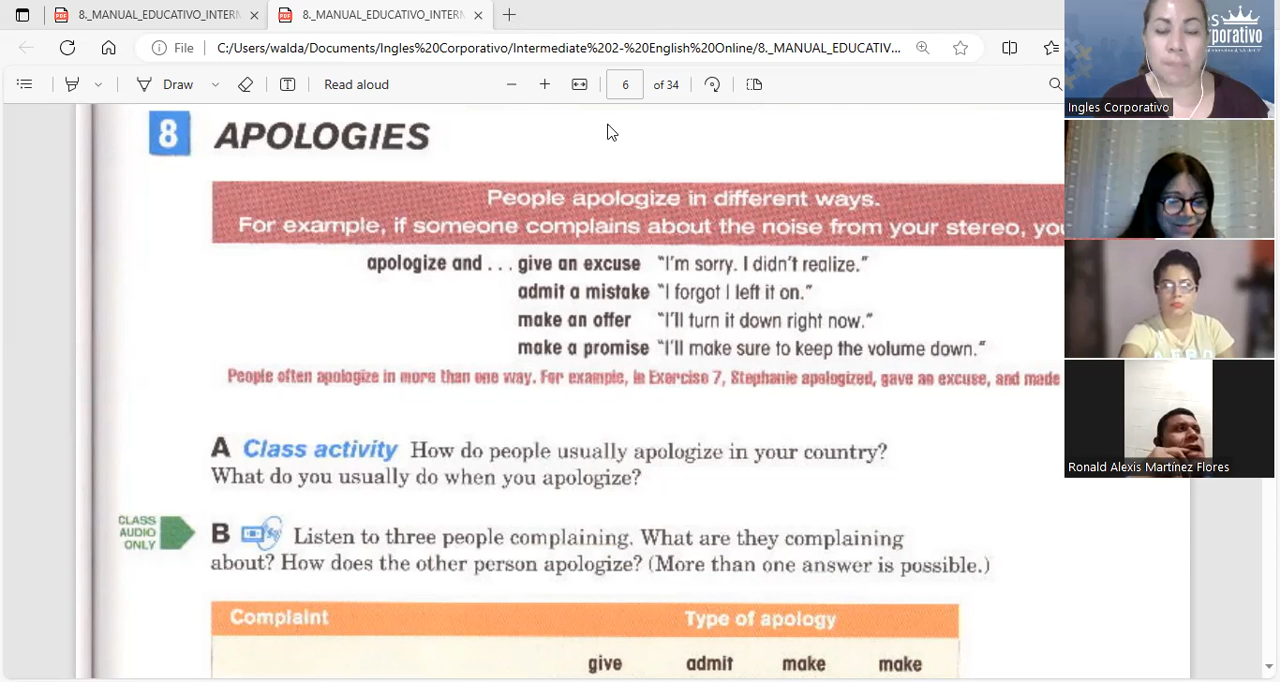 8._MANUAL_EDUCATIVO_INTERN
8._MANUAL_EDUCATIVO_INTERN
File
C:/Users/walda/Documents/Ingles%20Corporativo/Intermediate%202-%20English%20Online/8._MANUAL_EDUCATIV...
Draw
Read aloud
6 of 34
8 APOLOGIES
People apologize in different ways.
For example, if someone complains about the noise from your stereo, you
apologize and . . . give an excuse "I'm sorry. I didn't realize."
admit a mistake "I forgot I left it on."
make an offer "I'll turn it down right now."
make a promise "I'll make sure to keep the volume down."
People often apologize in more than one way. For example, in Exercise 7, Stephanie apologized, gave an excuse, and made
A Class activity How do people usually apologize in your country?
What do you usually do when you apologize?
CLASS
AUDIO
ONLY
B Listen to three people complaining. What are they complaining
about? How does the other person apologize? (More than one answer is possible.)
Complaint Type of apology
give admit make make
Ingles Corporativo
Ronald Alexis Martínez Flores